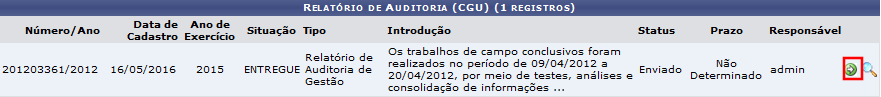 Relatório de Auditoria (CGU) (1 registros)
Número/Ano Data de Cadastro Ano de Exercício Situação Tipo Introdução Status Prazo Responsável
201203361/2012 16/05/2016 2015 ENTREGUE Relatório de Auditoria de Gestão
Os trabalhos de campo conclusivos foram
realizados no período de 09/04/2012 a
20/04/2012, por meio de testes, análises e
consolidação de informações ...
Enviado Não Determinado admin